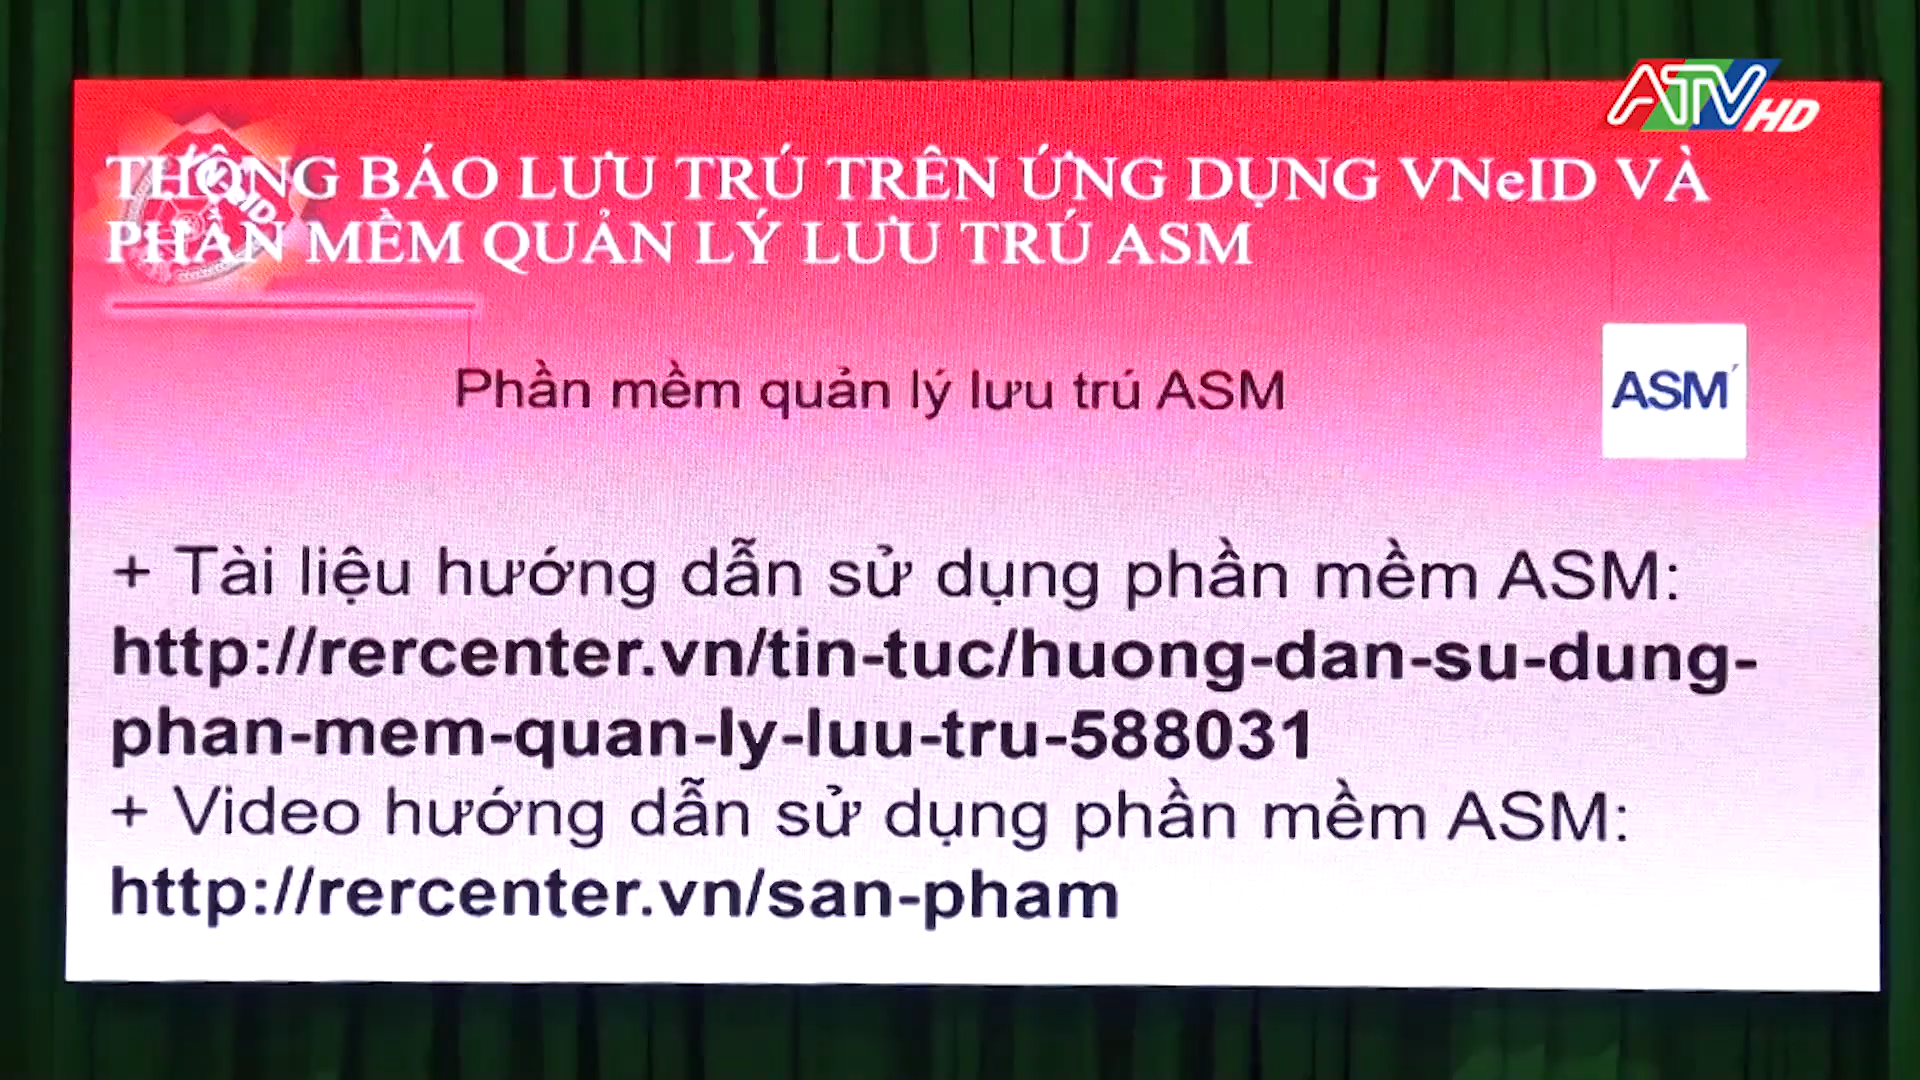 ATV HD
THÔNG BÁO LƯU TRÚ TRÊN ỨNG DỤNG VNeID VÀ
PHẦN MỀM QUẢN LÝ LƯU TRÚ ASM
Phần mềm quản lý lưu trú ASM
ASM
+ Tài liệu hướng dẫn sử dụng phần mềm ASM:
http://rercenter.vn/tin-tuc/huong-dan-su-dung-
phan-mem-quan-ly-luu-tru-588031
+ Video hướng dẫn sử dụng phần mềm ASM:
http://rercenter.vn/san-pham